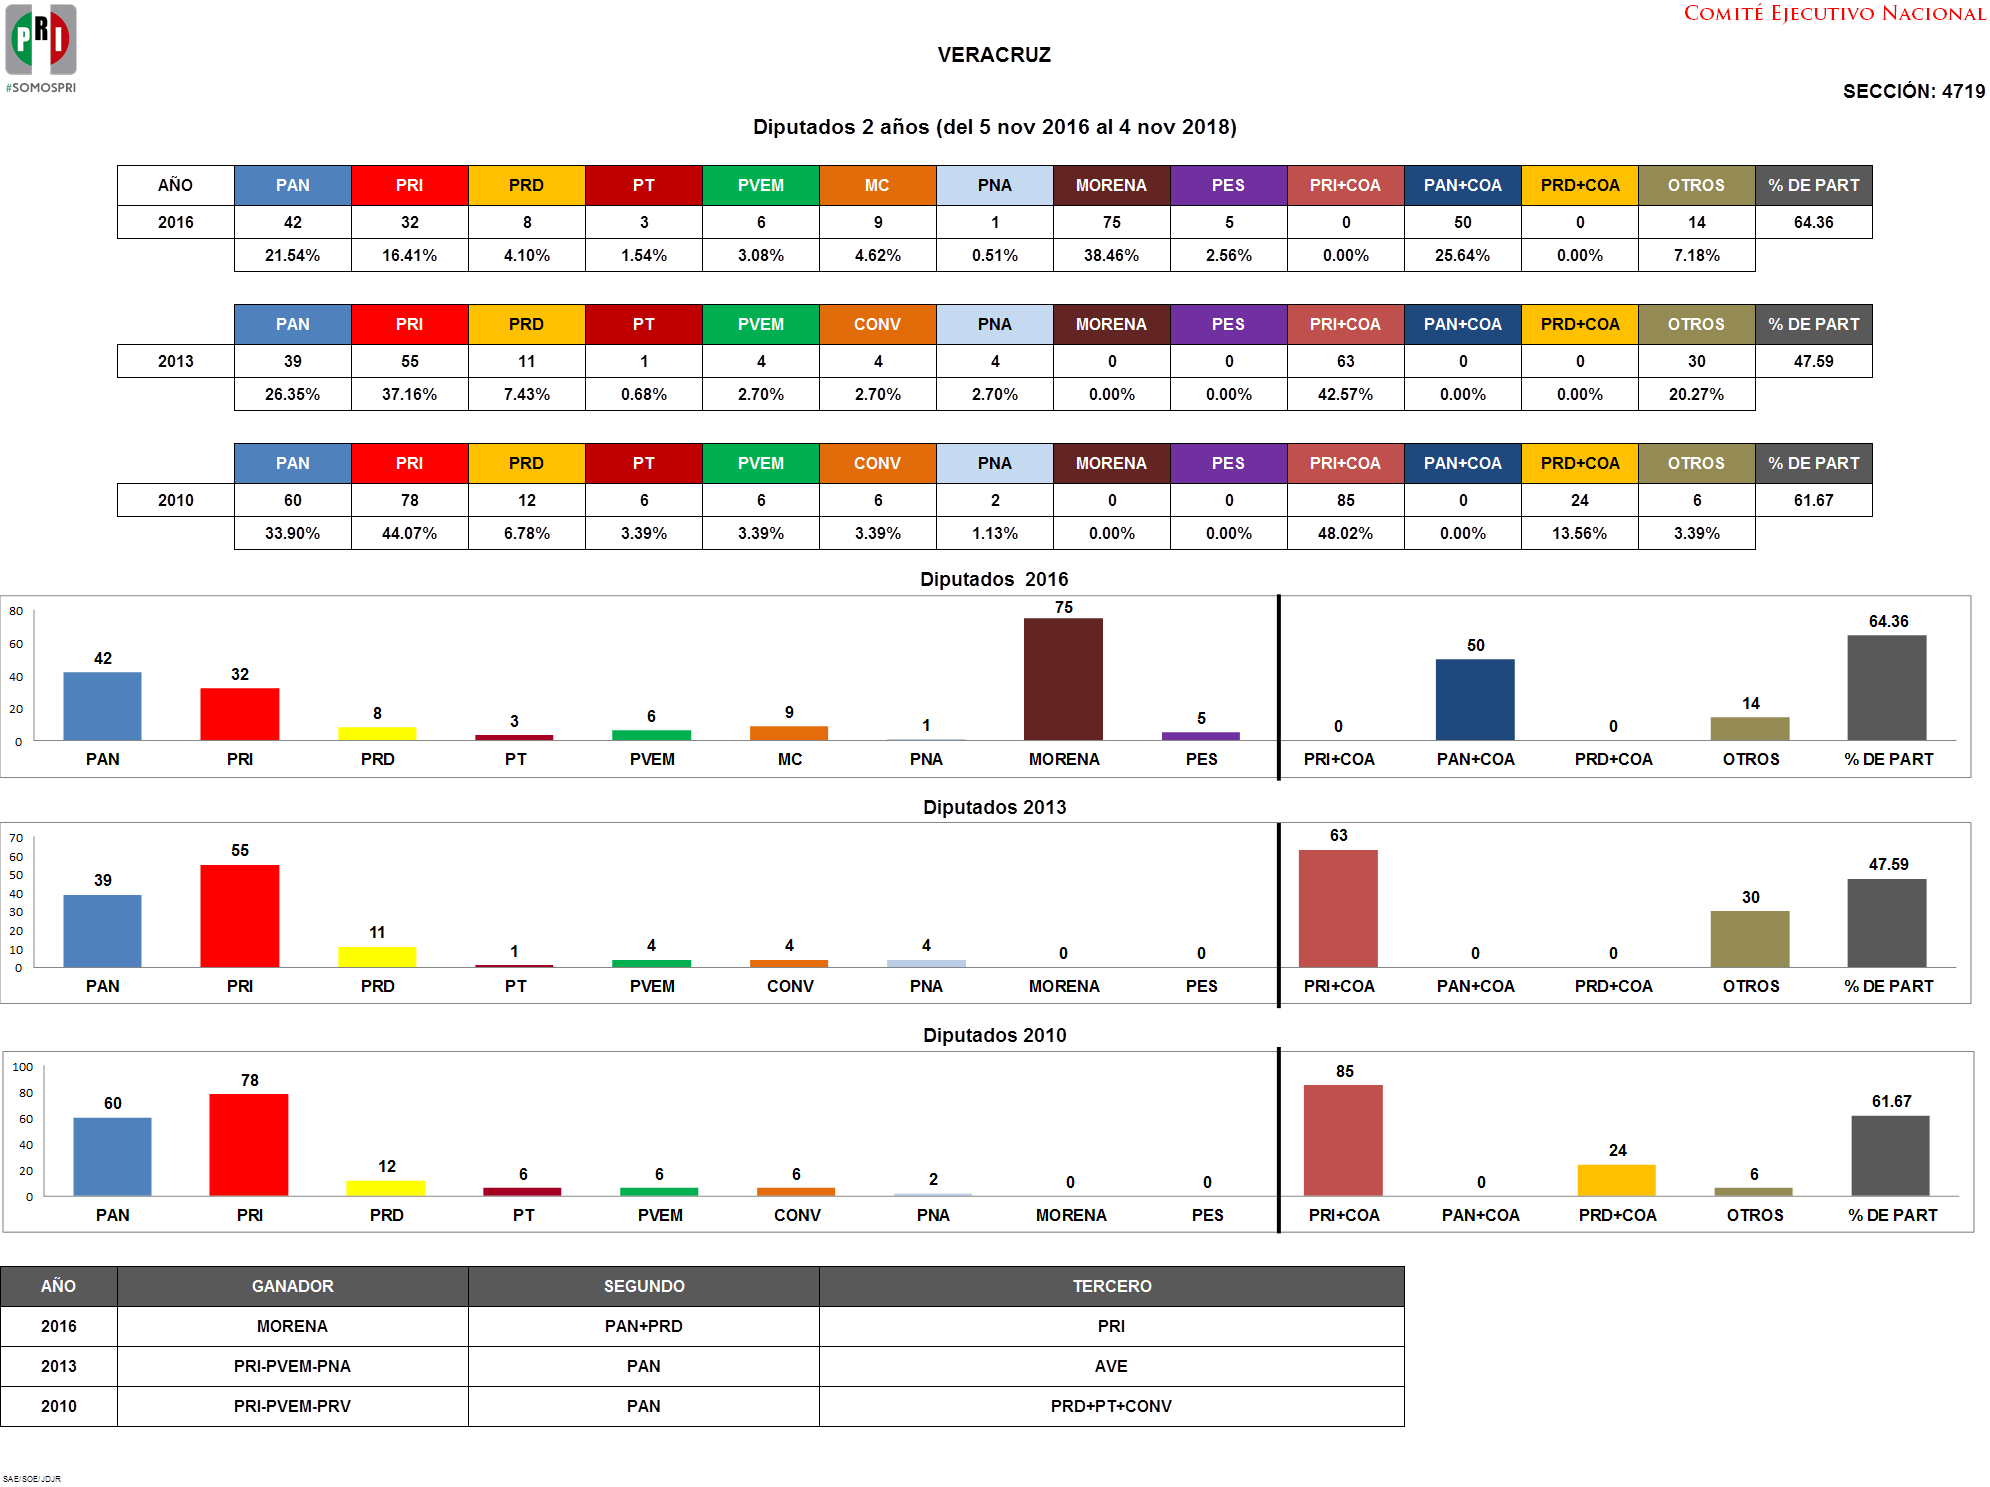 PRI
#SOMOSPRI
COMITÉ EJECUTIVO NACIONAL
VERACRUZ
SECCIÓN: 4719
Diputados 2 años (del 5 nov 2016 al 4 nov 2018)
AÑO PAN PRI PRD PT PVEM MC PNA MORENA PES PRI+COA PAN+COA PRD+COA OTROS % DE PART
2016 42 32 8 3 6 9 1 75 5 0 50 0 14 64.36
21.54% 16.41% 4.10% 1.54% 3.08% 4.62% 0.51% 38.46% 2.56% 0.00% 25.64% 0.00% 7.18%
PAN PRI PRD PT PVEM CONV PNA MORENA PES PRI+COA PAN+COA PRD+COA OTROS % DE PART
2013 39 55 11 1 4 4 4 0 0 63 0 0 30 47.59
26.35% 37.16% 7.43% 0.68% 2.70% 2.70% 2.70% 0.00% 0.00% 42.57% 0.00% 0.00% 20.27%
PAN PRI PRD PT PVEM CONV PNA MORENA PES PRI+COA PAN+COA PRD+COA OTROS % DE PART
2010 60 78 12 6 6 6 2 0 0 85 0 24 6 61.67
33.90% 44.07% 6.78% 3.39% 3.39% 3.39% 1.13% 0.00% 0.00% 48.02% 0.00% 13.56% 3.39%
Diputados 2016
80
60
40
20
0
42 32 8 3 6 9 1 75 5 0 50 0 14 64.36
PAN PRI PRD PT PVEM MC PNA MORENA PES PRI+COA PAN+COA PRD+COA OTROS % DE PART
Diputados 2013
70
60
50
40
30
20
10
0
39 55 11 1 4 4 4 0 0 63 0 0 30 47.59
PAN PRI PRD PT PVEM CONV PNA MORENA PES PRI+COA PAN+COA PRD+COA OTROS % DE PART
Diputados 2010
100
80
60
40
20
0
60 78 12 6 6 6 2 0 0 85 0 24 6 61.67
PAN PRI PRD PT PVEM CONV PNA MORENA PES PRI+COA PAN+COA PRD+COA OTROS % DE PART
AÑO GANADOR SEGUNDO TERCERO
2016 MORENA PAN+PRD PRI
2013 PRI-PVEM-PNA PAN AVE
2010 PRI-PVEM-PRV PAN PRD+PT+CONV
SAE/SOE/JDJR